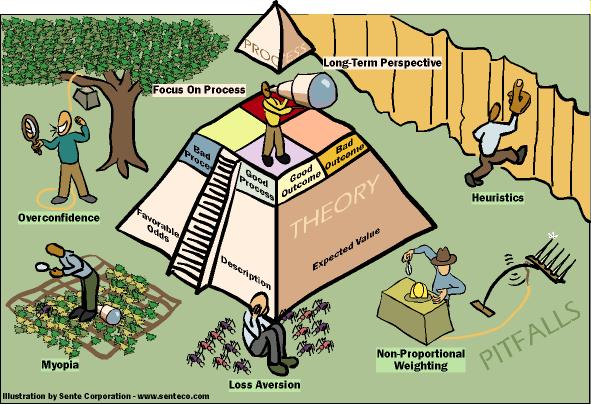 PROCESS
Long-Term Perspective
Focus On Process
Bad
Proce
Good
Process
Good
Outcome
Bad
Outcome
THEORY
Favorable
Odds
Description
Expected Value
Overconfidence
Heuristics
Myopia
Loss Aversion
Non-Proportional
Weighting
PITFALLS
Illustration by Sente Corporation - www.senteco.com